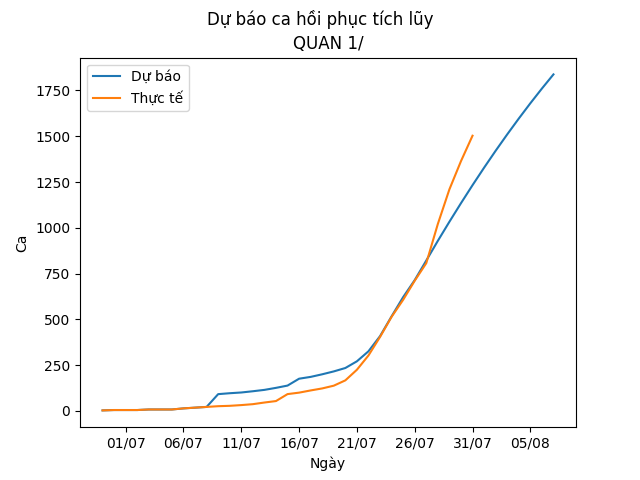 Dự báo ca hồi phục tích lũy
QUAN 1/
Dự báo
Thực tế
1750
1500
1250
1000
750
500
250
0
Ca
01/07 06/07 11/07 16/07 21/07 26/07 31/07 05/08
Ngày